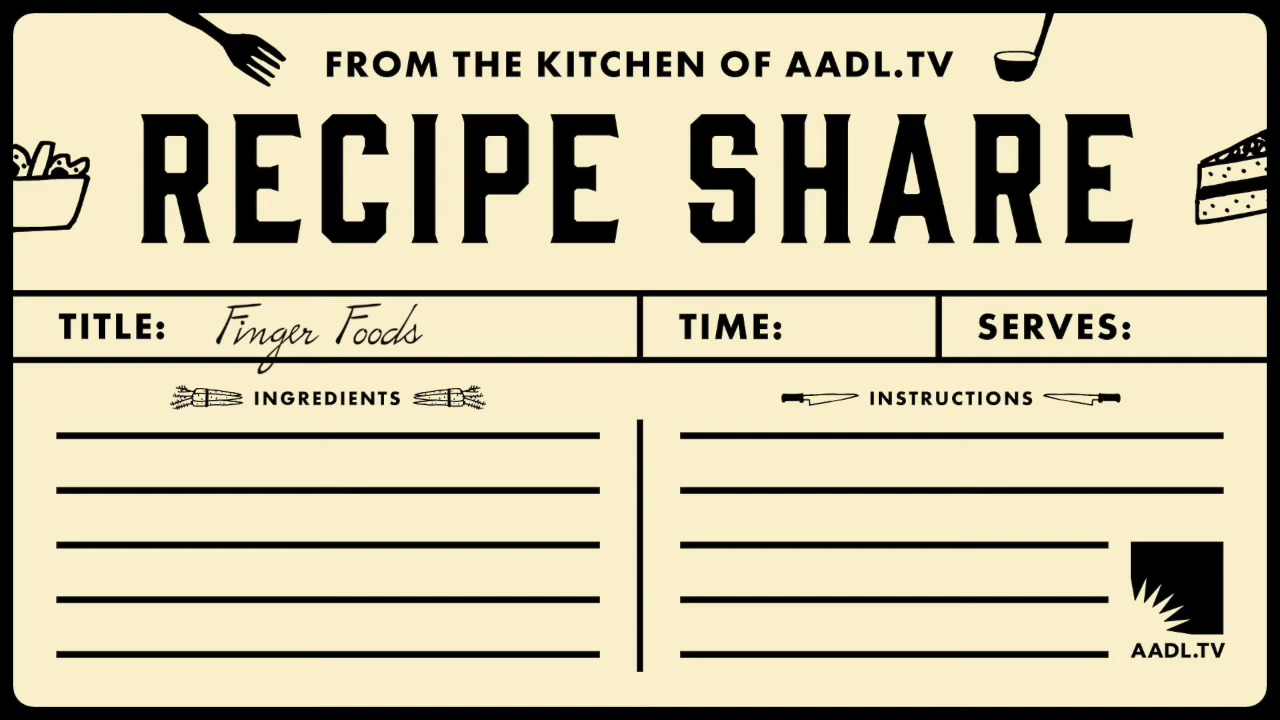 FROM THE KITCHEN OF AADL.TV
RECIPE SHARE
TITLE: Finger Foods TIME: SERVES:
INGREDIENTS INSTRUCTIONS
AADL.TV